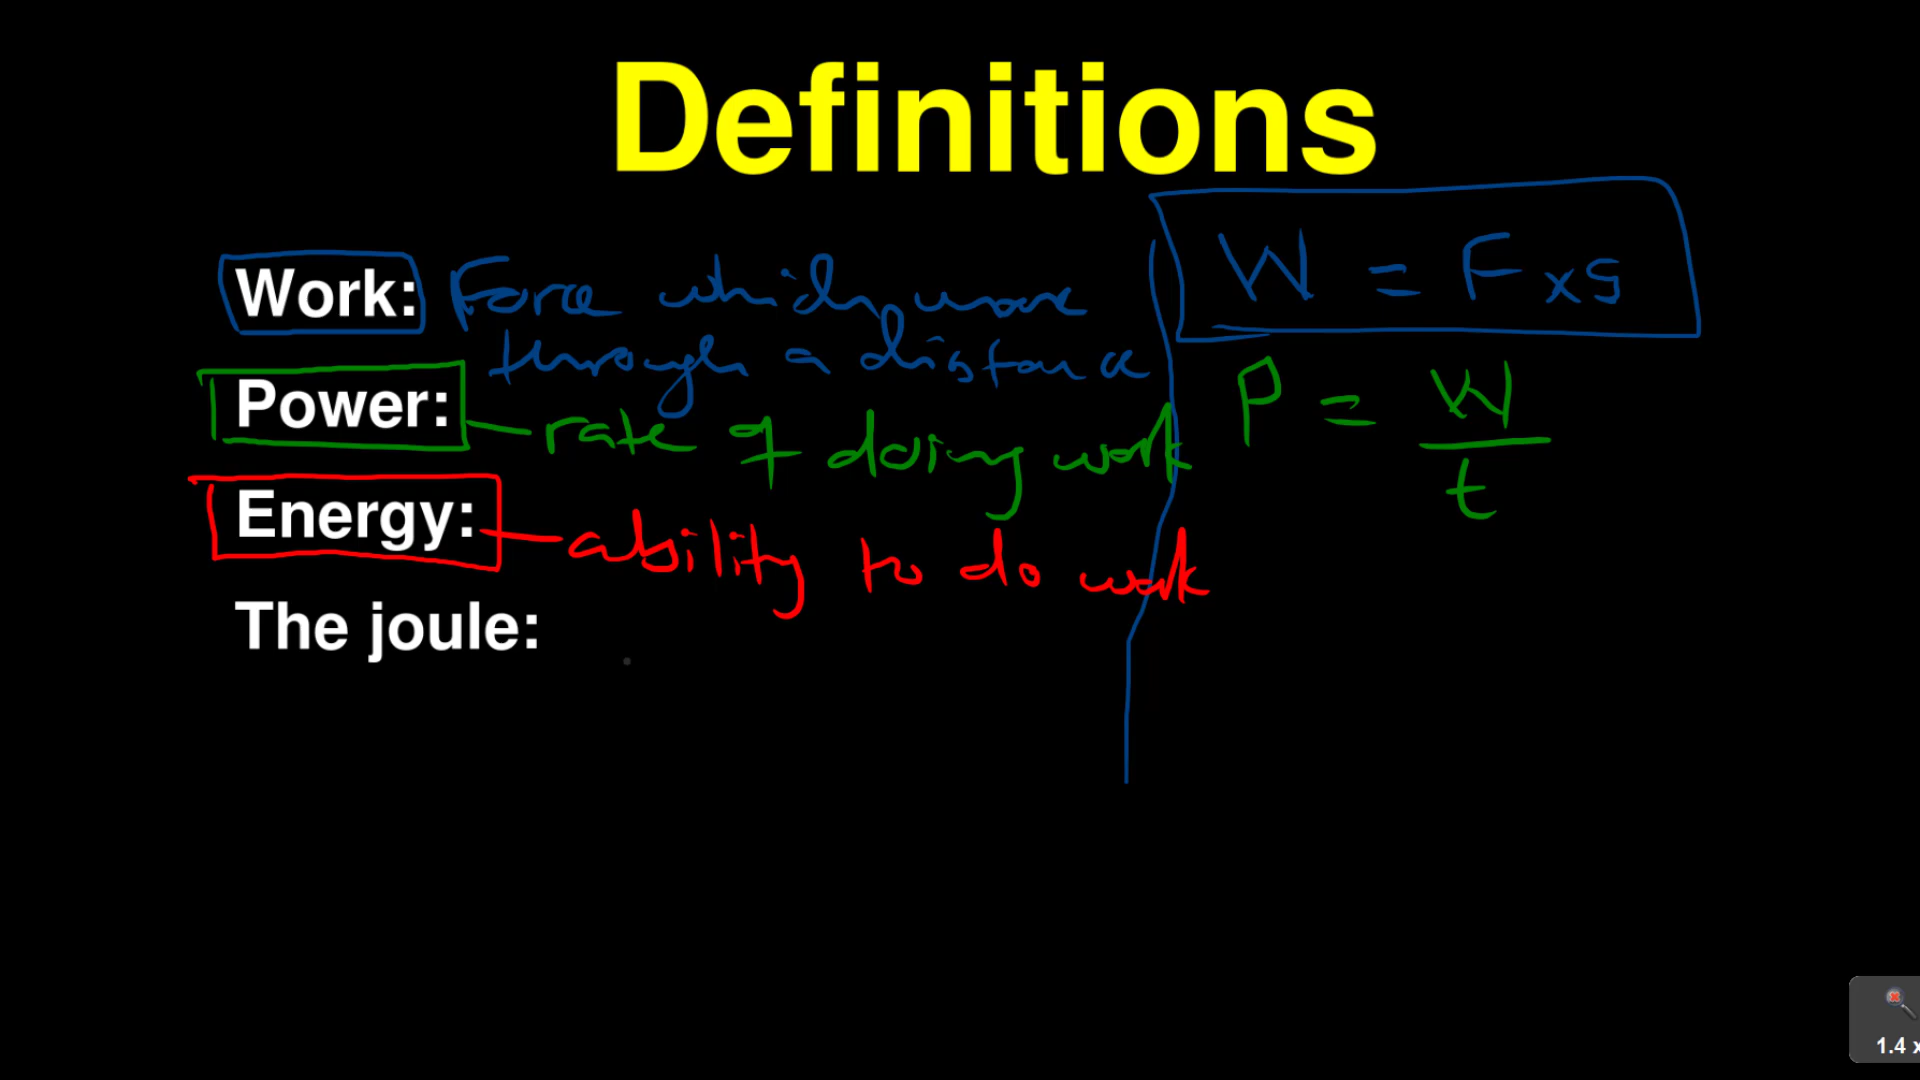 Definitions
Work: Force which move
through a distance
W = F x s
Power: rate of doing work
P = W
t
Energy: ability to do work
The joule:
1.4 x